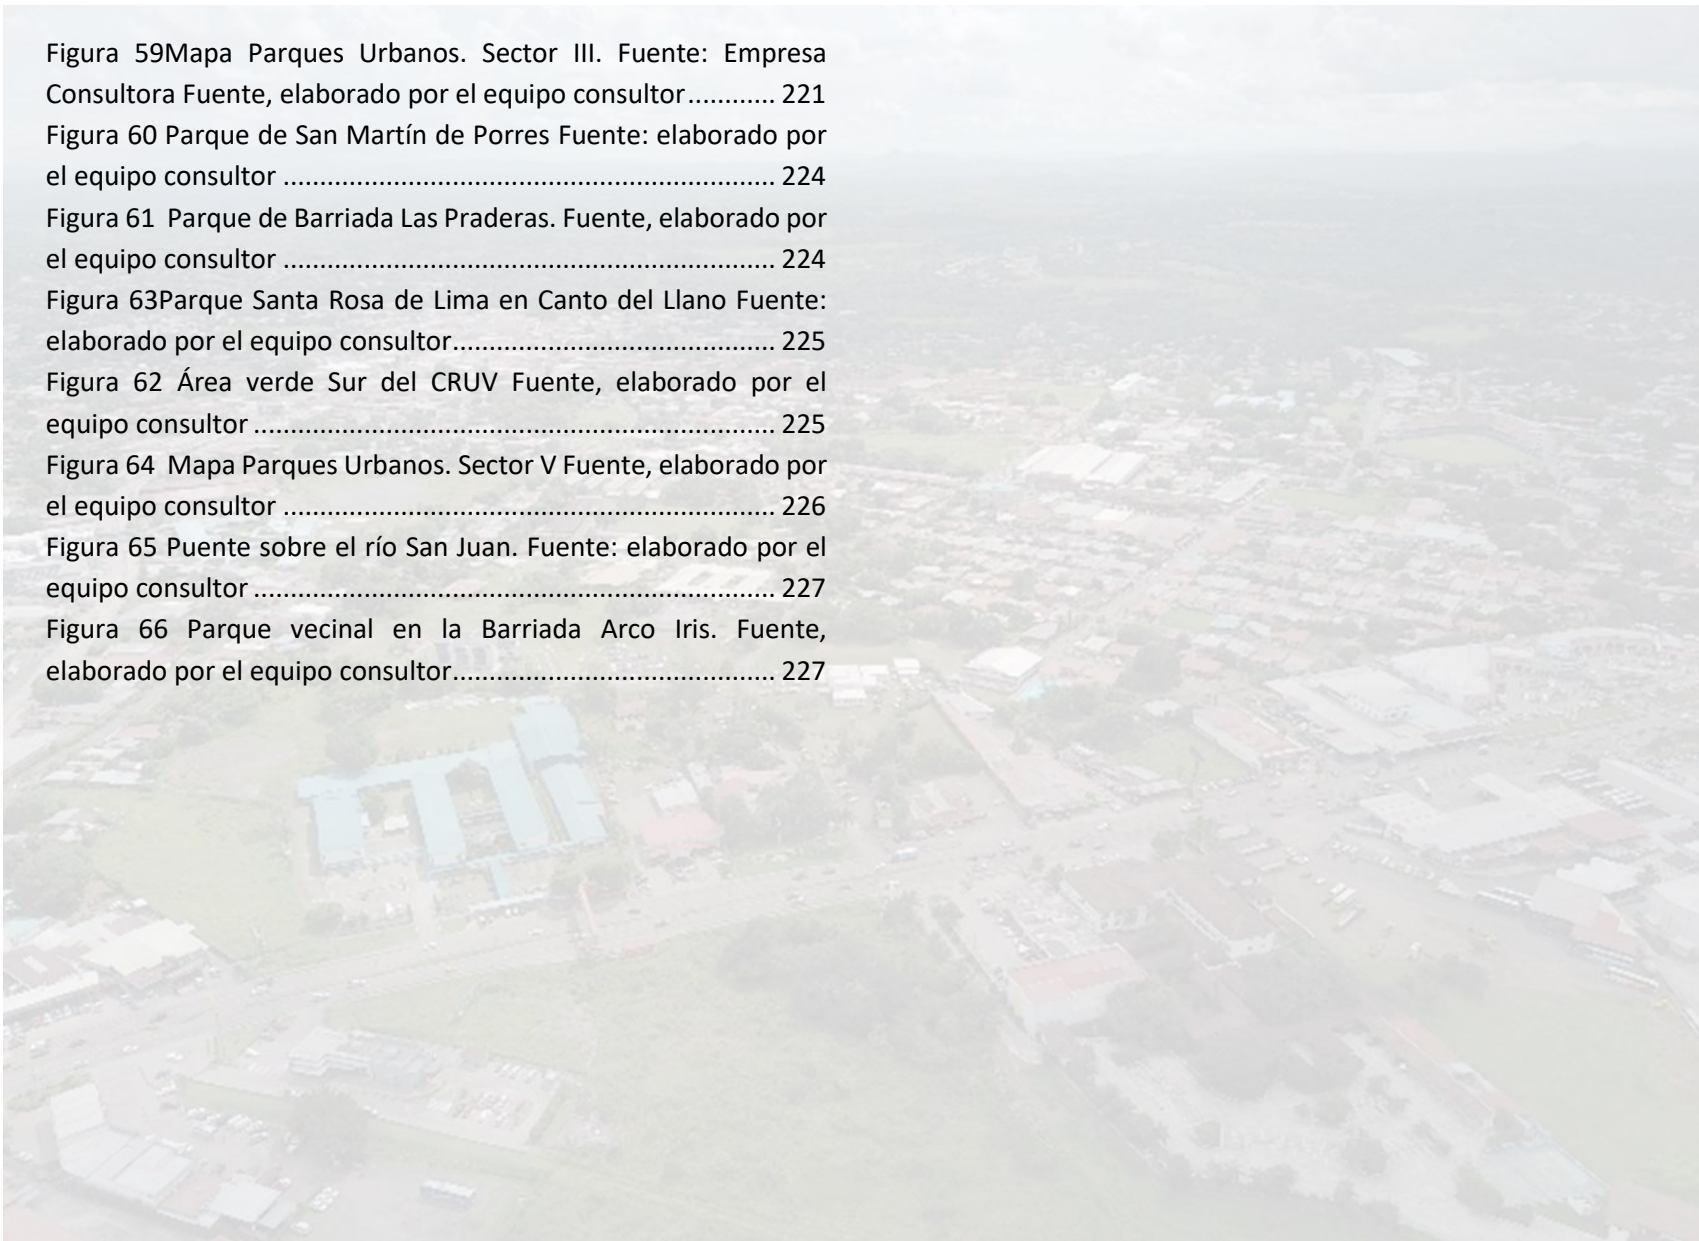 Figura 59Mapa Parques Urbanos. Sector III. Fuente: Empresa
Consultora Fuente, elaborado por el equipo consultor............ 221
Figura 60 Parque de San Martín de Porres Fuente: elaborado por
el equipo consultor ................................................................... 224
Figura 61  Parque de Barriada Las Praderas. Fuente, elaborado por
el equipo consultor ................................................................... 224
Figura 63Parque Santa Rosa de Lima en Canto del Llano Fuente:
elaborado por el equipo consultor............................................ 225
Figura 62 Área verde Sur del CRUV Fuente, elaborado por el
equipo consultor ....................................................................... 225
Figura 64  Mapa Parques Urbanos. Sector V Fuente, elaborado por
el equipo consultor ................................................................... 226
Figura 65 Puente sobre el río San Juan. Fuente: elaborado por el
equipo consultor ....................................................................... 227
Figura 66 Parque vecinal en la Barriada Arco Iris. Fuente,
elaborado por el equipo consultor............................................ 227